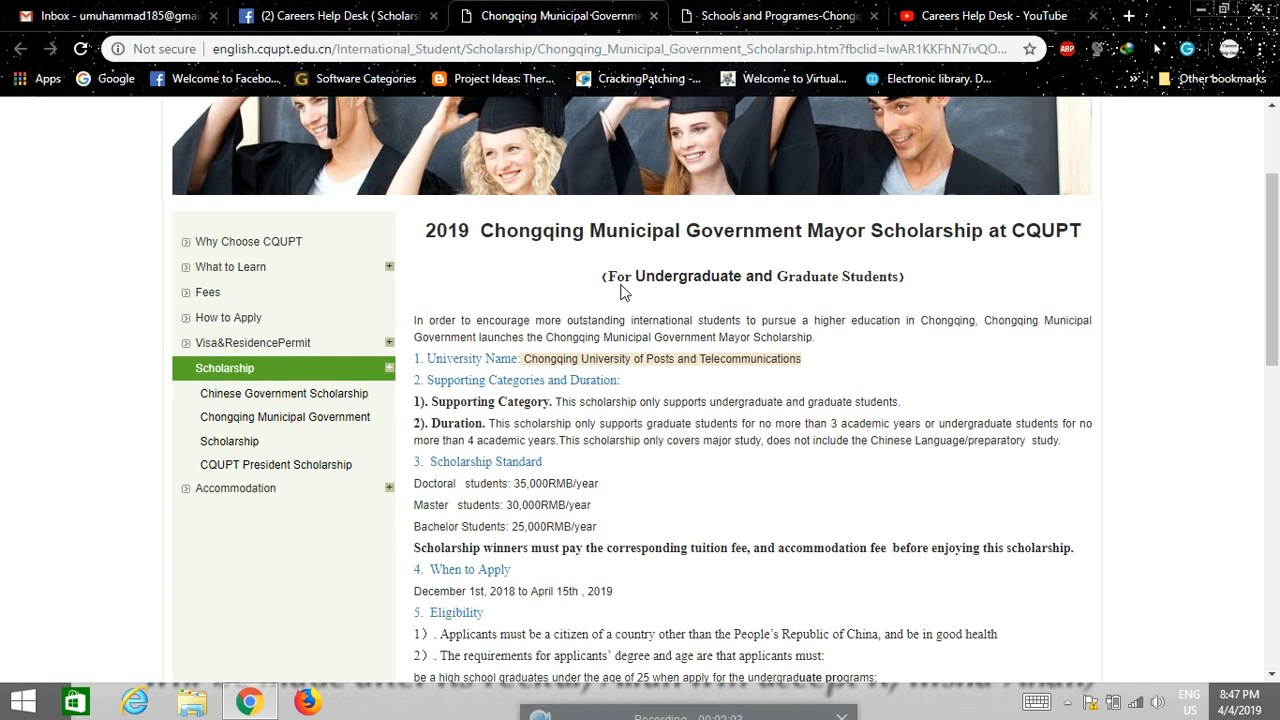 Inbox - umuhammad185@gmai
(2) Careers Help Desk ( Scholars
Chongqing Municipal Governme
Schools and Programes-Chongq
Careers Help Desk - YouTube
Not secure
english.cqupt.edu.cn/International_Student/Scholarship/Chongqing_Municipal_Government_Scholarship.htm?fbclid=IwAR1KKFhN7ivQO...
ABP
Apps
Google
Welcome to Facebo...
Software Categories
Project Ideas: Ther...
CrackingPatching -...
Welcome to Virtual...
Electronic library. D...
Other bookmarks
2019 Chongqing Municipal Government Mayor Scholarship at CQUPT
(For Undergraduate and Graduate Students)
Why Choose CQUPT
What to Learn
Fees
How to Apply
Visa&ResidencePermit
Scholarship
Chinese Government Scholarship
Chongqing Municipal Government
Scholarship
CQUPT President Scholarship
Accommodation
In order to encourage more outstanding international students to pursue a higher education in Chongqing, Chongqing Municipal
Government launches the Chongqing Municipal Government Mayor Scholarship.
1. University Name: Chongqing University of Posts and Telecommunications
2. Supporting Categories and Duration:
1). Supporting Category. This scholarship only supports undergraduate and graduate students.
2). Duration. This scholarship only supports graduate students for no more than 3 academic years or undergraduate students for no
more than 4 academic years.This scholarship only covers major study, does not include the Chinese Language/preparatory study.
3. Scholarship Standard
Doctoral students: 35,000RMB/year
Master students: 30,000RMB/year
Bachelor Students: 25,000RMB/year
Scholarship winners must pay the corresponding tuition fee, and accommodation fee before enjoying this scholarship.
4. When to Apply
December 1st, 2018 to April 15th , 2019
5. Eligibility
1）. Applicants must be a citizen of a country other than the People’s Republic of China, and be in good health
2）. The requirements for applicants’ degree and age are that applicants must:
be a high school graduates under the age of 25 when apply for the undergraduate programs;
ENG
US
8:47 PM
4/4/2019
Recording 00:02:03